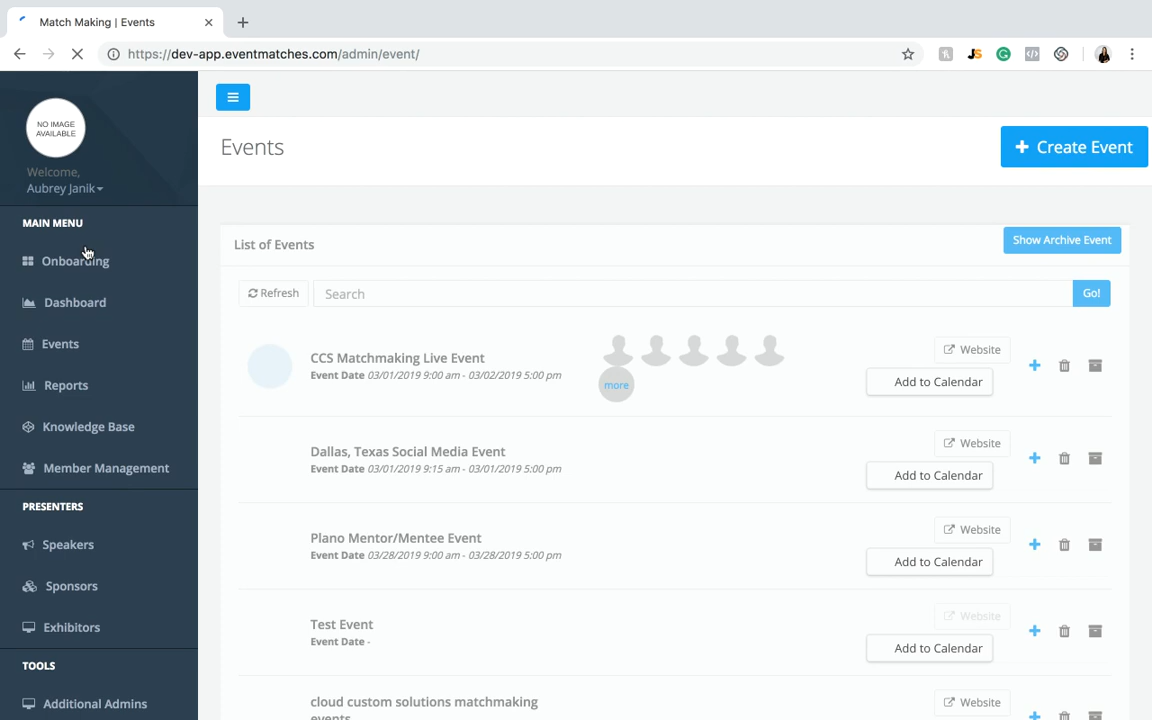 Match Making | Events
https://dev-app.eventmatches.com/admin/event/
JS
NO IMAGE
AVAILABLE
Welcome,
Aubrey Janik
MAIN MENU
Onboarding
Dashboard
Events
Reports
Knowledge Base
Member Management
PRESENTERS
Speakers
Sponsors
Exhibitors
TOOLS
Additional Admins
Events
+ Create Event
List of Events
Show Archive Event
Refresh
Search
Go!
CCS Matchmaking Live Event
Event Date 03/01/2019 9:00 am - 03/02/2019 5:00 pm
more
Website
Add to Calendar
Dallas, Texas Social Media Event
Event Date 03/01/2019 9:15 am - 03/01/2019 5:00 pm
Website
Add to Calendar
Plano Mentor/Mentee Event
Event Date 03/28/2019 9:00 am - 03/28/2019 5:00 pm
Website
Add to Calendar
Test Event
Event Date -
Website
Add to Calendar
cloud custom solutions matchmaking
events
Website